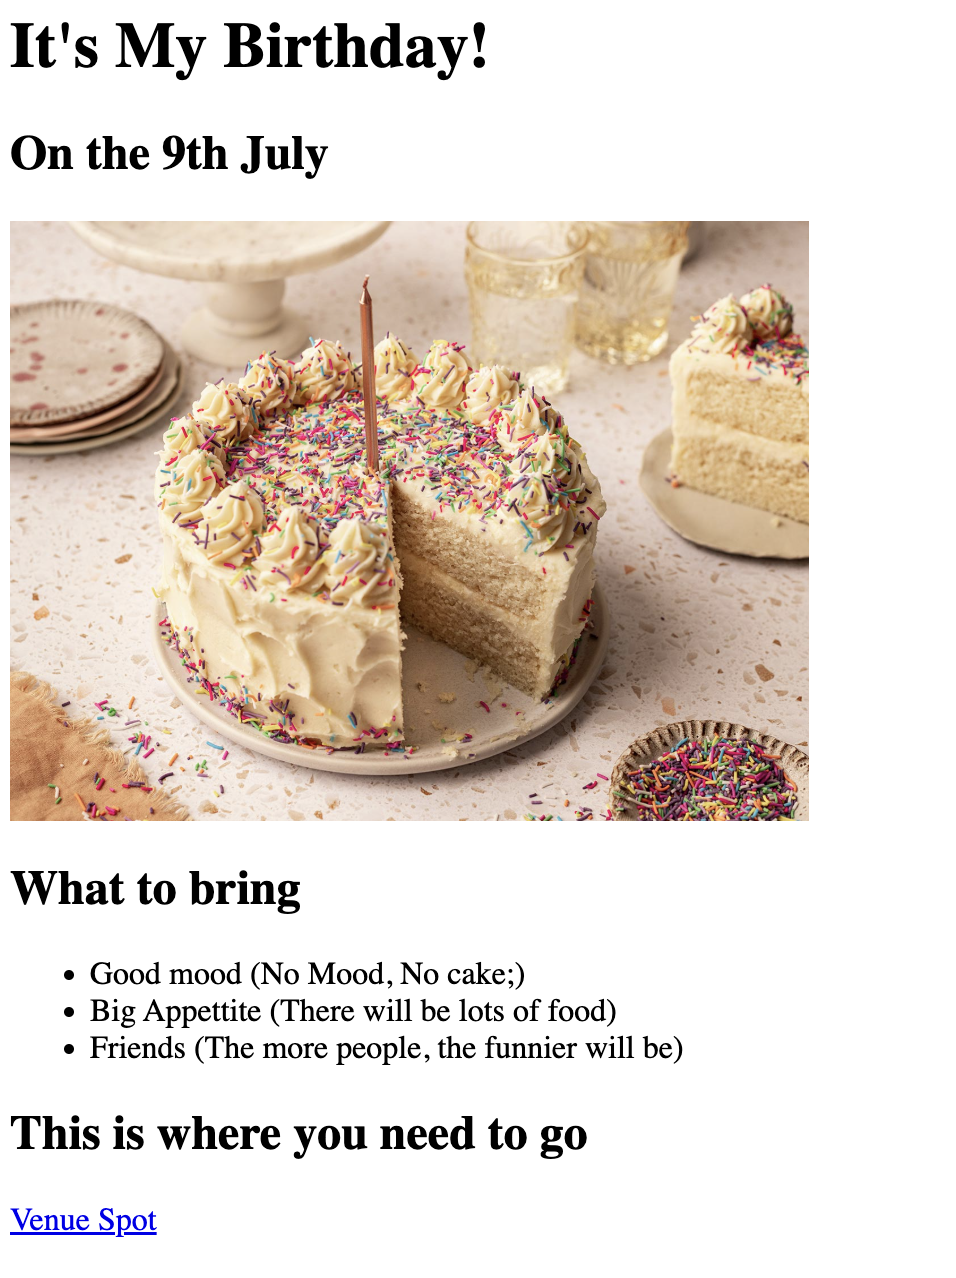 It's My Birthday!
On the 9th July
What to bring
• Good mood (No Mood, No cake;)
• Big Appettite (There will be lots of food)
• Friends (The more people, the funnier will be)
This is where you need to go
Venue Spot